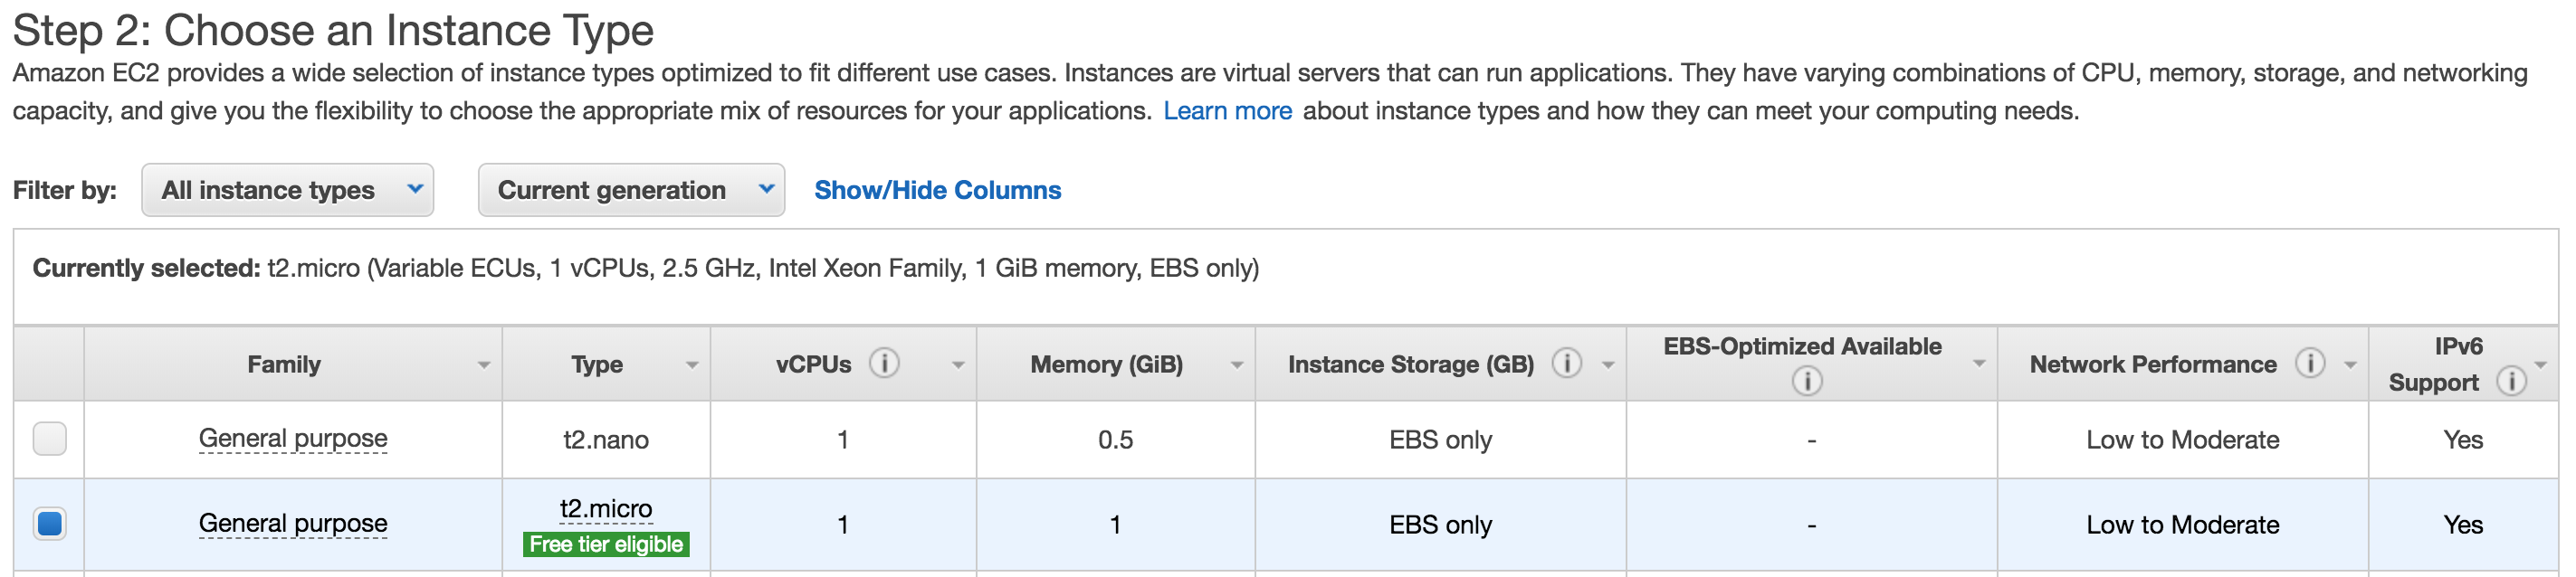 Step 2: Choose an Instance Type
Amazon EC2 provides a wide selection of instance types optimized to fit different use cases. Instances are virtual servers that can run applications. They have varying combinations of CPU, memory, storage, and networking
capacity, and give you the flexibility to choose the appropriate mix of resources for your applications. Learn more about instance types and how they can meet your computing needs.
Filter by: All instance types Current generation Show/Hide Columns
Currently selected: t2.micro (Variable ECUs, 1 vCPUs, 2.5 GHz, Intel Xeon Family, 1 GiB memory, EBS only)
Family Type vCPUs i Memory (GiB) Instance Storage (GB) i EBS-Optimized Available i Network Performance i IPv6 Support i
General purpose t2.nano 1 0.5 EBS only - Low to Moderate Yes
General purpose t2.micro 1 1 EBS only - Low to Moderate Yes
Free tier eligible